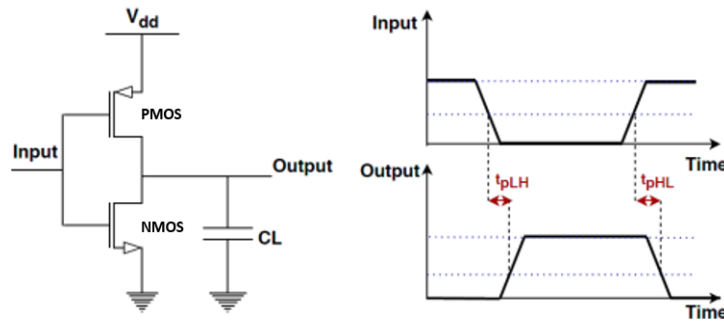 Vdd
PMOS
Input
Output
NMOS
CL
Input
Time
tpLH
tpHL
Output
Time